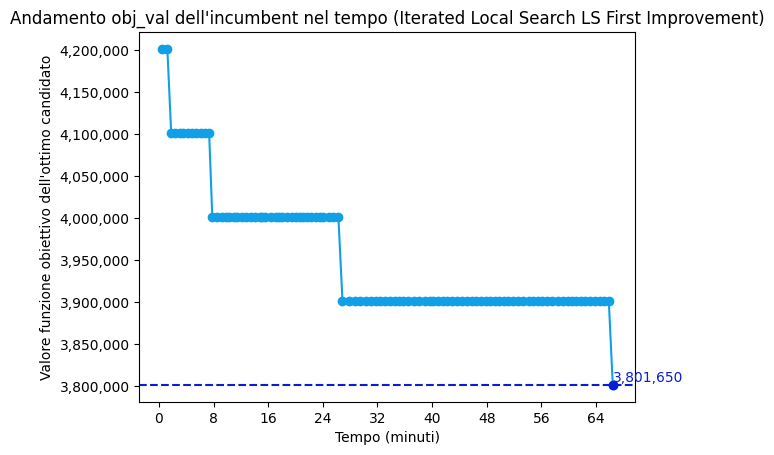 Andamento obj_val dell'incumbent nel tempo (Iterated Local Search LS First Improvement)
Valore funzione obiettivo dell'ottimo candidato
4,200,000
4,150,000
4,100,000
4,050,000
4,000,000
3,950,000
3,900,000
3,850,000
3,800,000
3,801,650
0 8 16 24 32 40 48 56 64
Tempo (minuti)